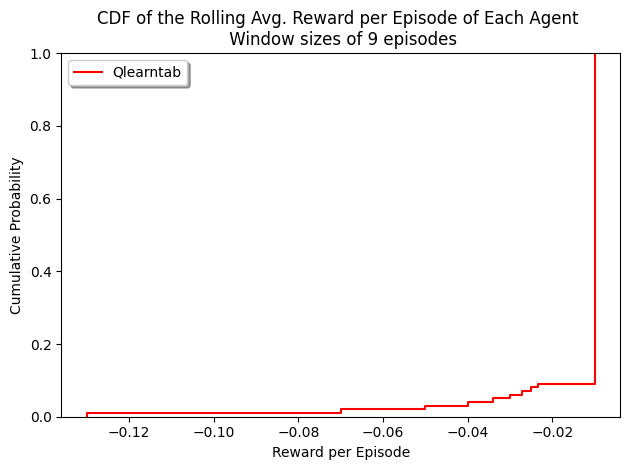 CDF of the Rolling Avg. Reward per Episode of Each Agent
Window sizes of 9 episodes
Qlearntab
Cumulative Probability
1.0
0.8
0.6
0.4
0.2
0.0
−0.12 −0.10 −0.08 −0.06 −0.04 −0.02
Reward per Episode